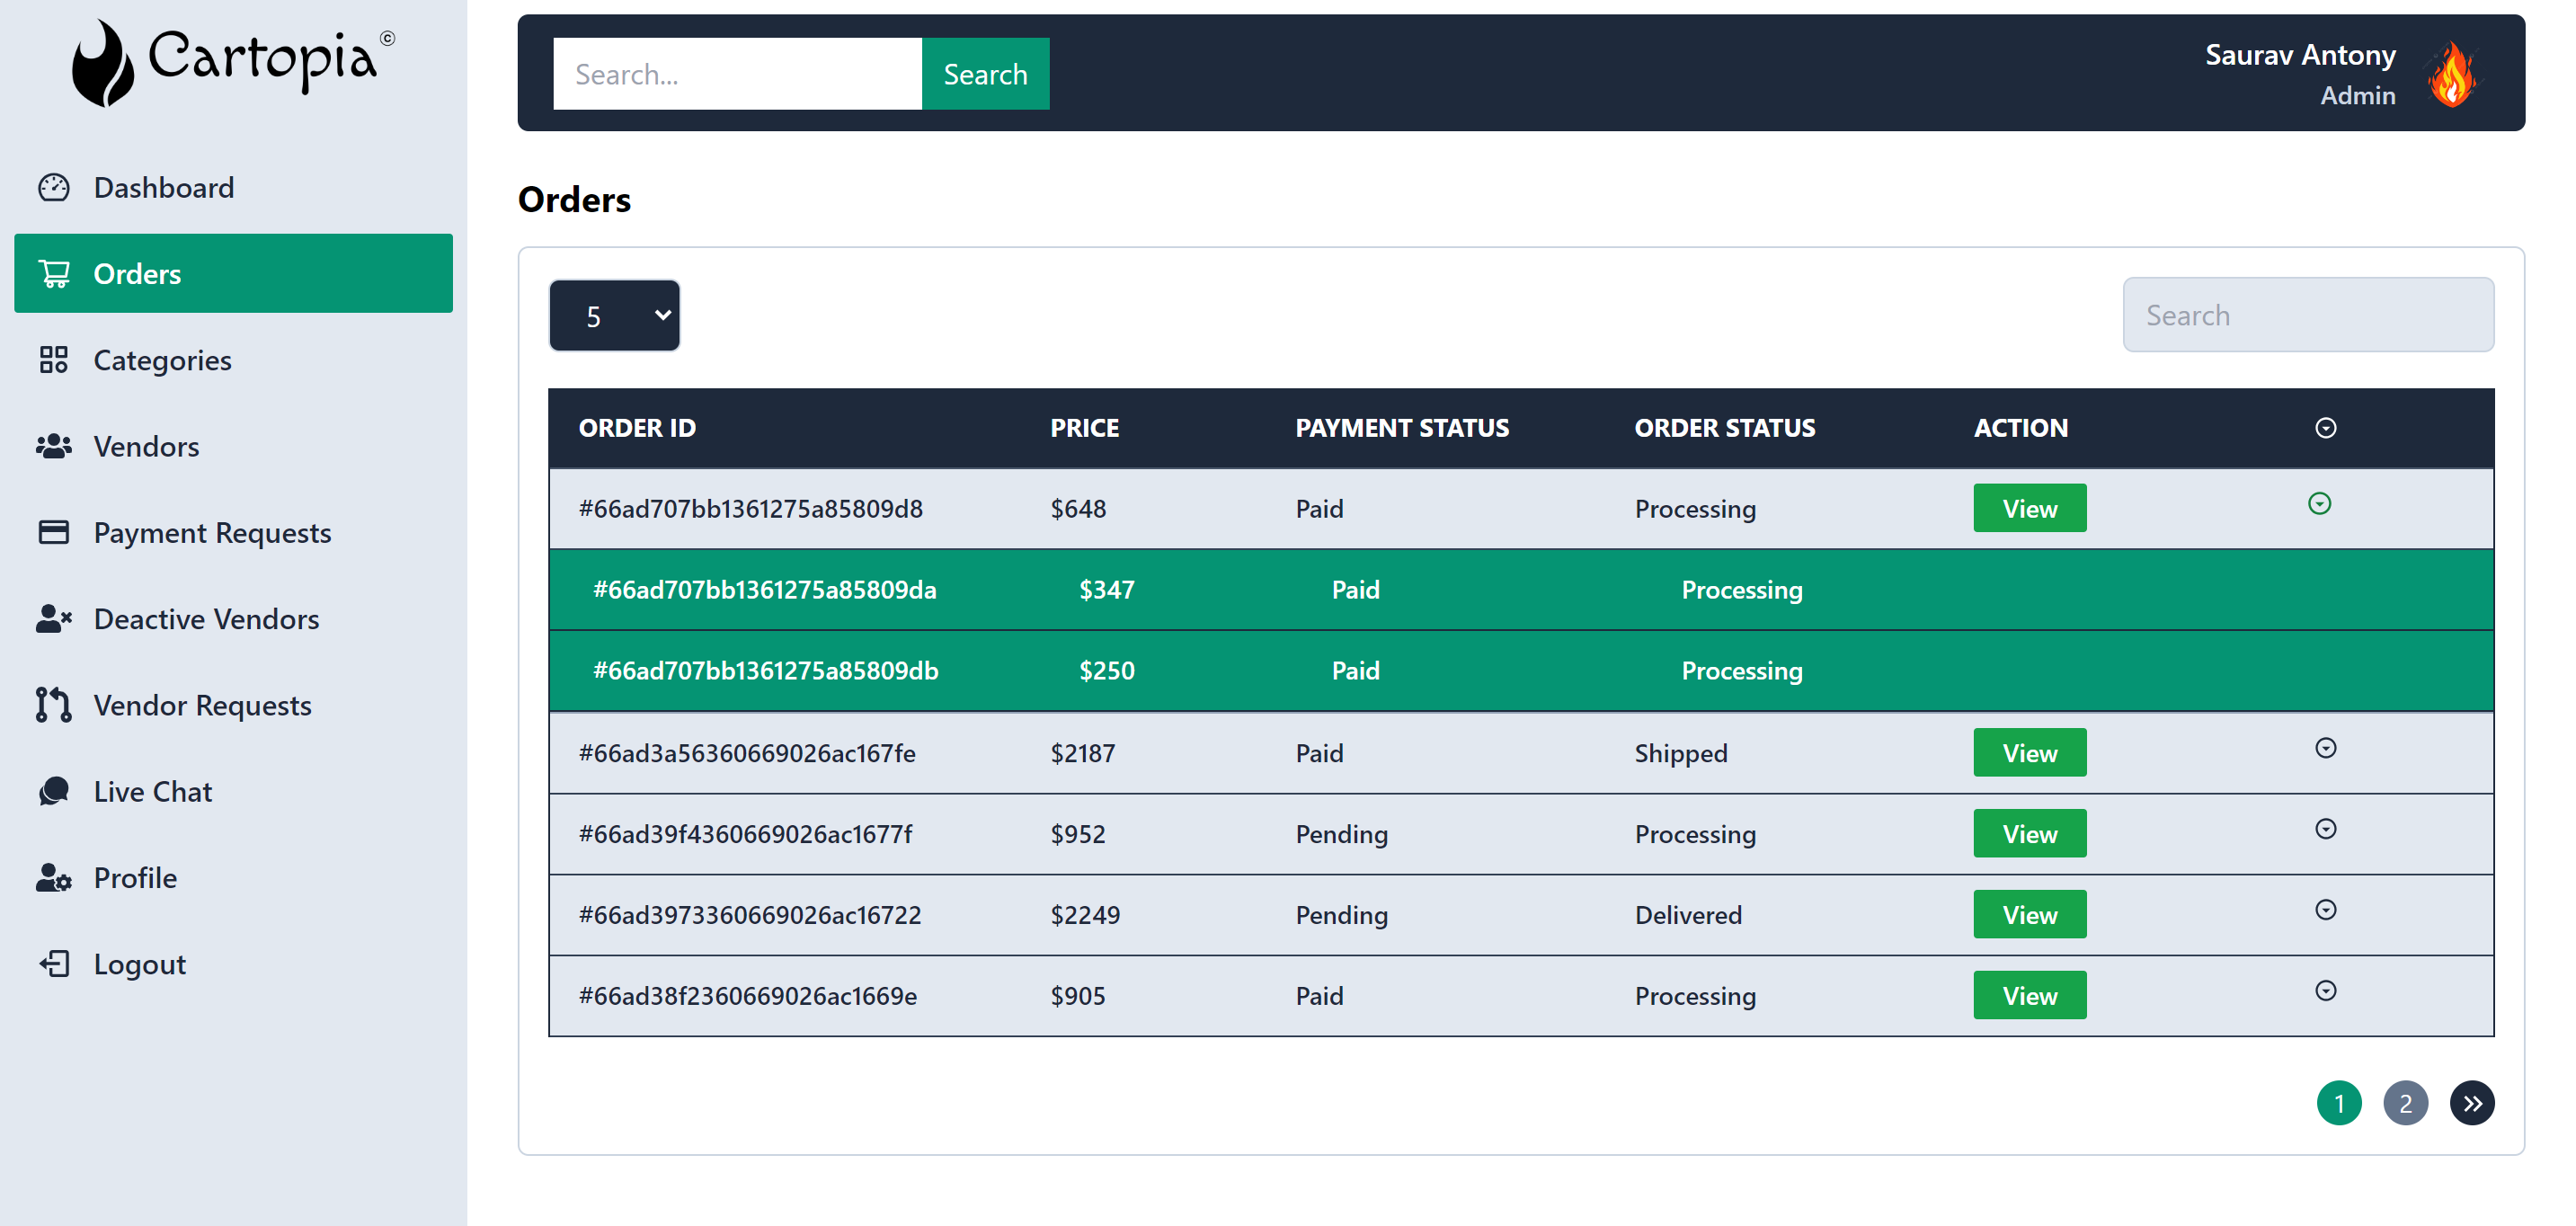 Cartopia©
Search...
Search
Saurav Antony
Admin
Dashboard
Orders
Categories
Vendors
Payment Requests
Deactive Vendors
Vendor Requests
Live Chat
Profile
Logout
Orders
5
Search
ORDER ID PRICE PAYMENT STATUS ORDER STATUS ACTION
#66ad707bb1361275a85809d8 $648 Paid Processing View
#66ad707bb1361275a85809da $347 Paid Processing
#66ad707bb1361275a85809db $250 Paid Processing
#66ad3a56360669026ac167fe $2187 Paid Shipped View
#66ad39f4360669026ac1677f $952 Pending Processing View
#66ad3973360669026ac16722 $2249 Pending Delivered View
#66ad38f2360669026ac1669e $905 Paid Processing View
1 2